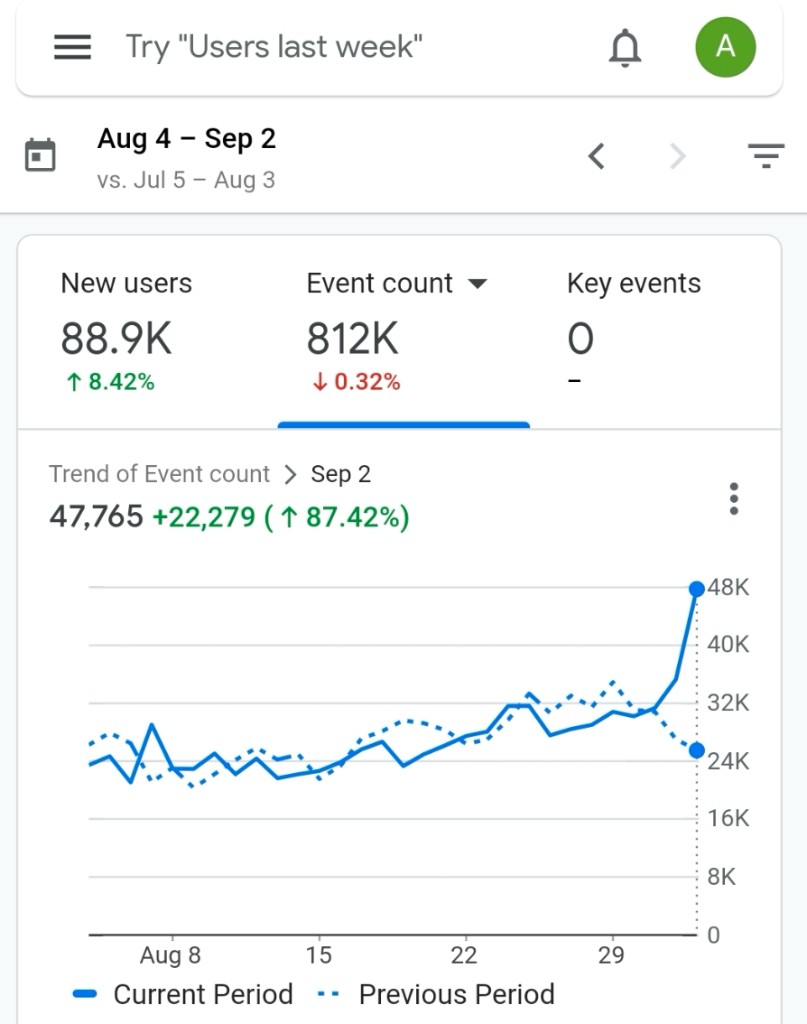 Try "Users last week"
A
Aug 4 – Sep 2
vs. Jul 5 – Aug 3
New users
Event count
Key events
88.9K
812K
0
↑ 8.42%
↓ 0.32%
–
Trend of Event count > Sep 2
47,765 +22,279 ( ↑ 87.42%)
48K
40K
32K
24K
16K
8K
0
Aug 8
15
22
29
Current Period
Previous Period